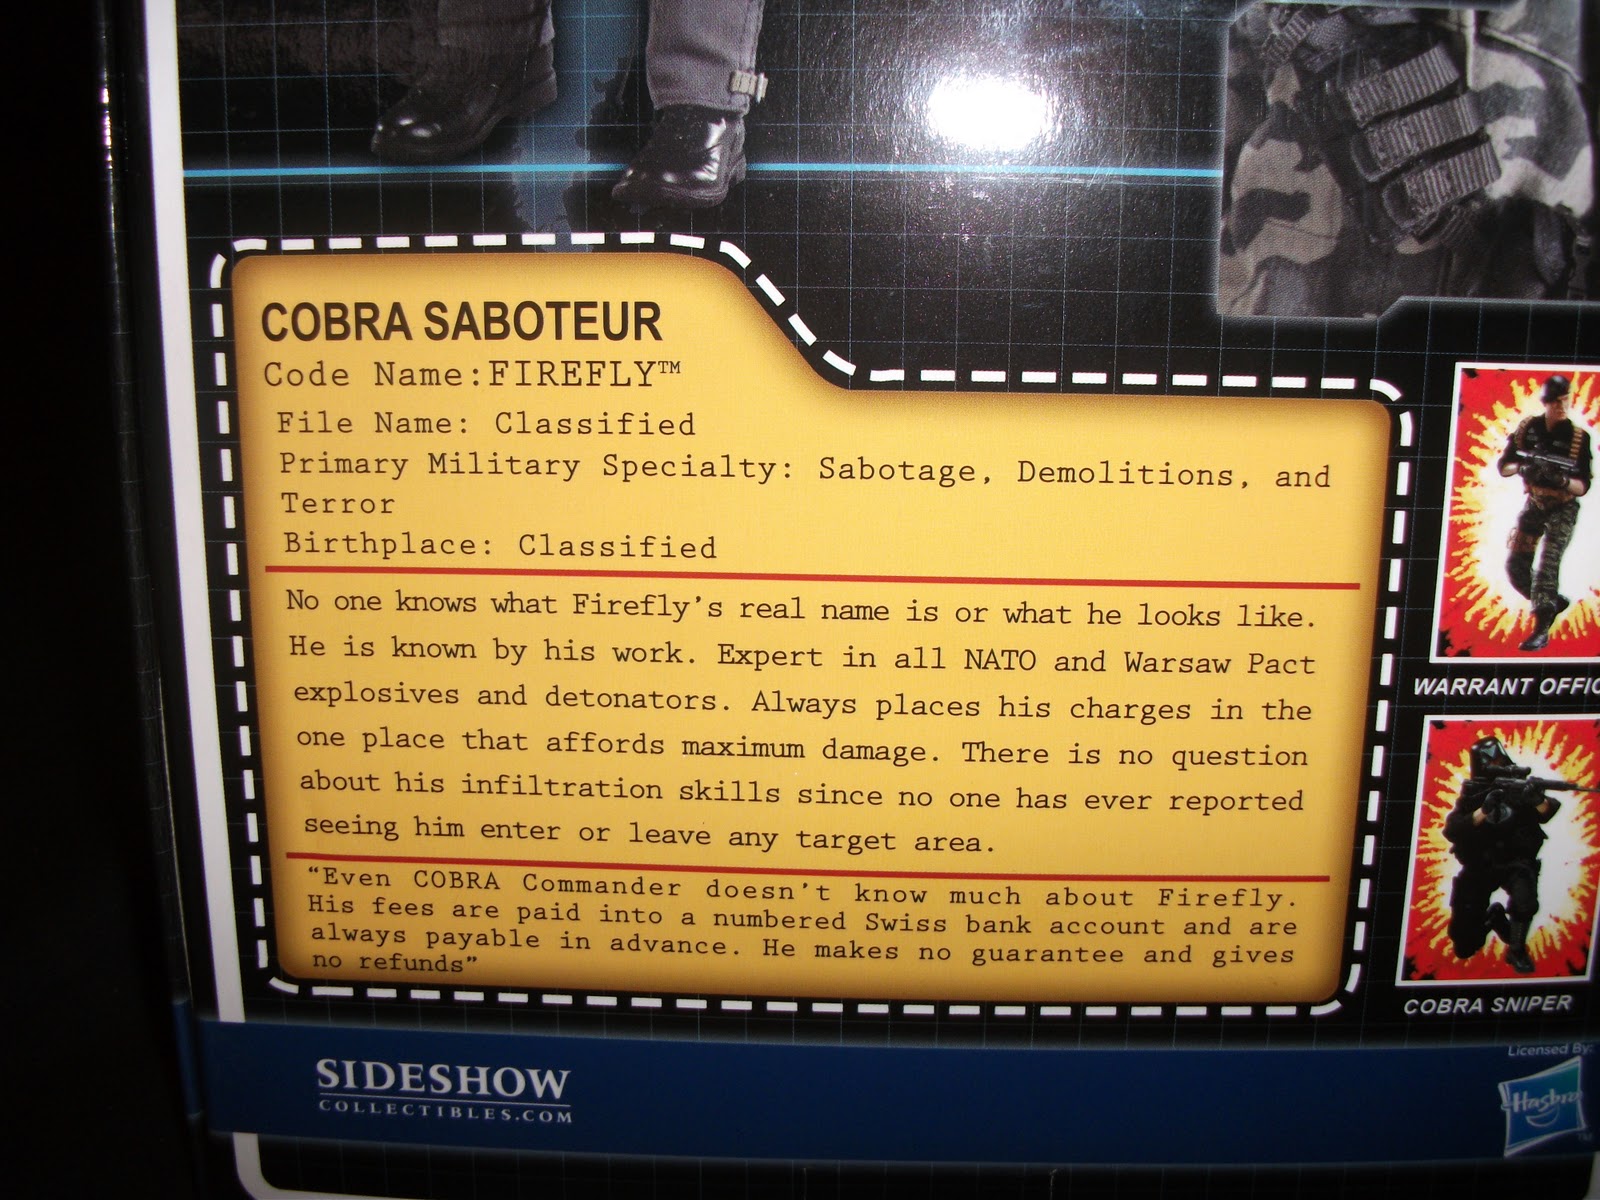 COBRA SABOTEUR
Code Name:FIREFLY™
File Name: Classified
Primary Military Specialty: Sabotage, Demolitions, and
Terror
Birthplace: Classified
No one knows what Firefly's real name is or what he looks like.
He is known by his work. Expert in all NATO and Warsaw Pact
explosives and detonators. Always places his charges in the
one place that affords maximum damage. There is no question
about his infiltration skills since no one has ever reported
seeing him enter or leave any target area.
“Even COBRA Commander doesn't know much about Firefly.
His fees are paid into a numbered Swiss bank account and are
always payable in advance. He makes no guarantee and gives
no refunds”
WARRANT OFFIC
COBRA SNIPER
SIDESHOW
COLLECTIBLES.COM
Licensed By:
Hasbro